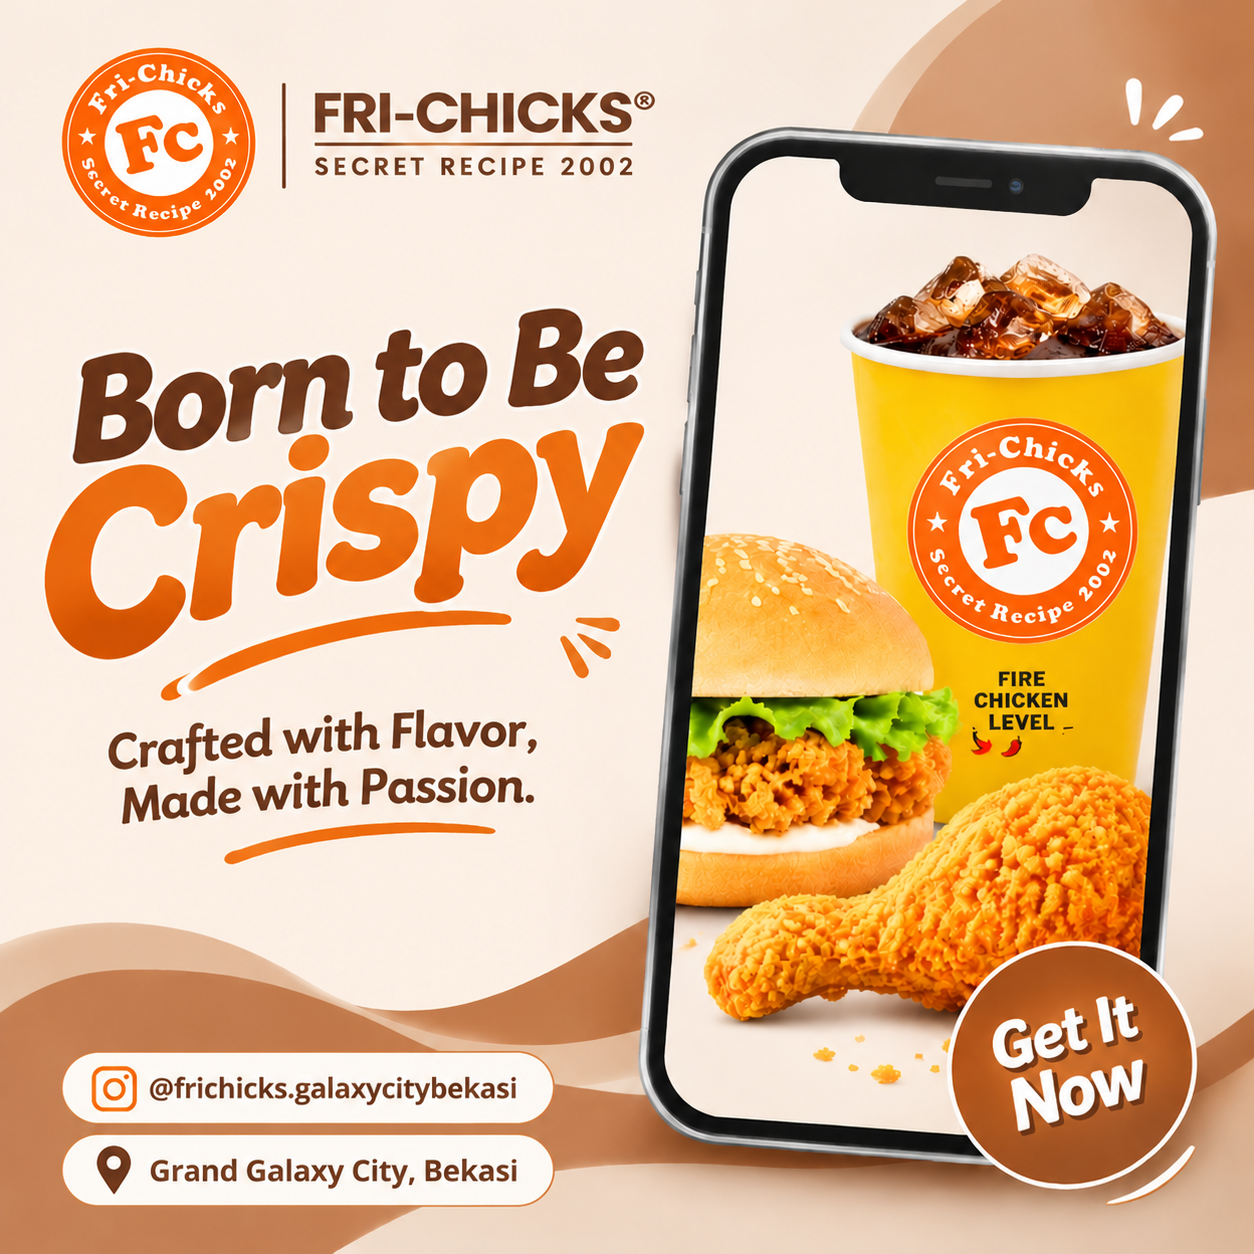 Fri-Chicks
Fc
Secret Recipe 2002
FRI-CHICKS®
SECRET RECIPE 2002
Born to Be
Crispy
Crafted with Flavor,
Made with Passion.
Fri-Chicks
Fc
Secret Recipe 2002
FIRE
CHICKEN
LEVEL _
Get It
Now
@frichicks.galaxycitybekasi
Grand Galaxy City, Bekasi